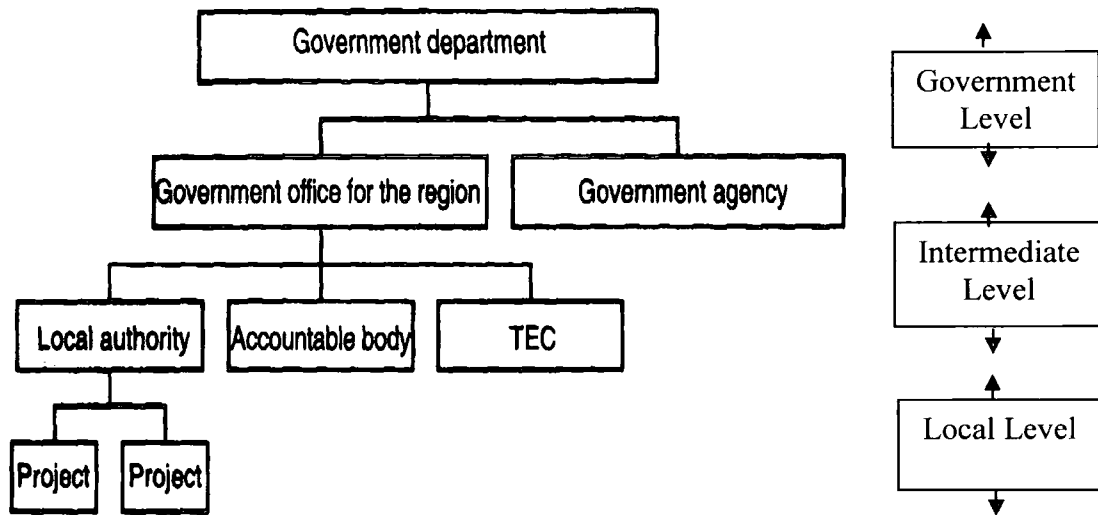 Government department
Government
Level
Government office for the region
Government agency
Intermediate
Level
Local authority
Accountable body
TEC
Local Level
Project
Project